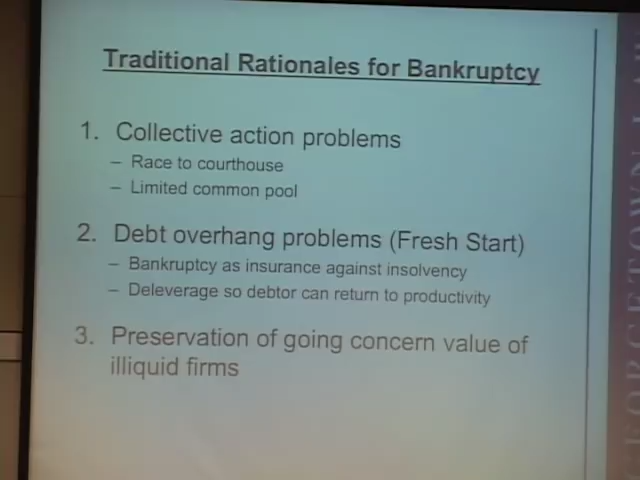 Traditional Rationales for Bankruptcy
1. Collective action problems
– Race to courthouse
– Limited common pool
2. Debt overhang problems (Fresh Start)
– Bankruptcy as insurance against insolvency
– Deleverage so debtor can return to productivity
3. Preservation of going concern value of
illiquid firms
GEORGETOWN LAW